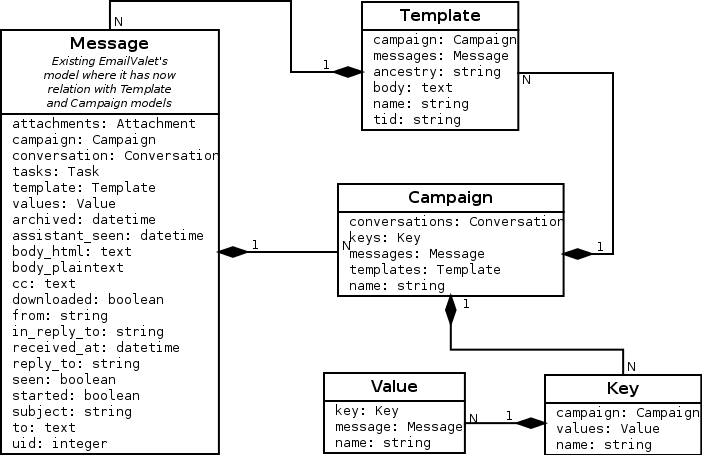 Message
Existing EmailValet's
model where it has now
relation with Template
and Campaign models
attachments: Attachment
campaign: Campaign
conversation: Conversation
tasks: Task
template: Template
values: Value
archived: datetime
assistant_seen: datetime
body_html: text
body_plaintext
cc: text
downloaded: boolean
from: string
in_reply_to: string
received_at: datetime
reply_to: string
seen: boolean
started: boolean
subject: string
to: text
uid: integer
N
1
Template
campaign: Campaign
messages: Message
ancestry: string
body: text
name: string
tid: string
N
1
1
N
Campaign
conversations: Conversation
keys: Key
messages: Message
templates: Template
name: string
1
N
Value
key: Key
message: Message
name: string
N
1
Key
campaign: Campaign
values: Value
name: string